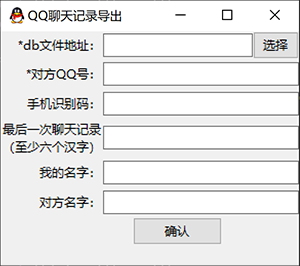 QQ聊天记录导出
*db文件地址： 选择
*对方QQ号：
手机识别码：
最后一次聊天记录
（至少六个汉字）
我的名字：
对方名字：
确认